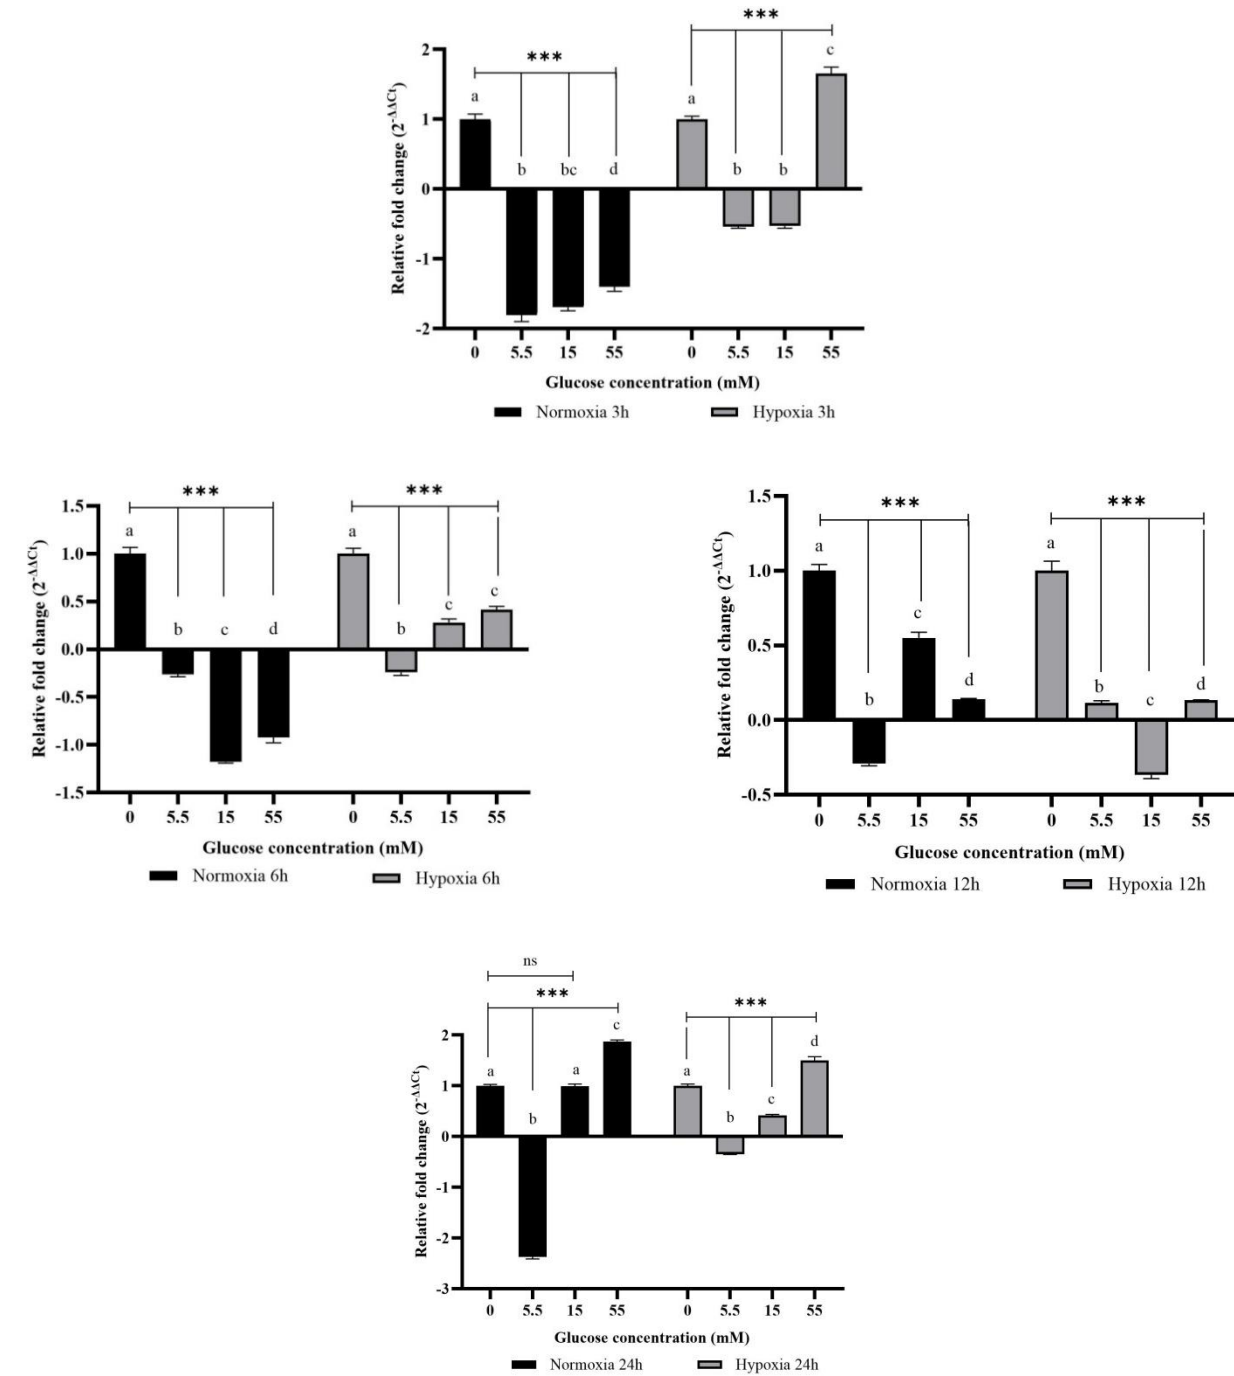 ***
***
2
1
0
-1
-2
Relative fold change (2^-ΔΔCt)
a
b
bc
d
a
b
b
c
0 5.5 15 55 0 5.5 15 55
Glucose concentration (mM)
Normoxia 3h Hypoxia 3h
***
***
1.5
1.0
0.5
0.0
-0.5
-1.0
-1.5
Relative fold change (2^-ΔΔCt)
a
b
c
d
a
b
c
c
0 5.5 15 55 0 5.5 15 55
Glucose concentration (mM)
Normoxia 6h Hypoxia 6h
***
***
1.5
1.0
0.5
0.0
-0.5
Relative fold change (2^-ΔΔCt)
a
b
c
d
a
b
c
d
0 5.5 15 55 0 5.5 15 55
Glucose concentration (mM)
Normoxia 12h Hypoxia 12h
ns
***
***
2
1
0
-1
-2
-3
Relative fold change (2^-ΔΔCt)
a
b
a
c
a
b
c
d
0 5.5 15 55 0 5.5 15 55
Glucose concentration (mM)
Normoxia 24h Hypoxia 24h